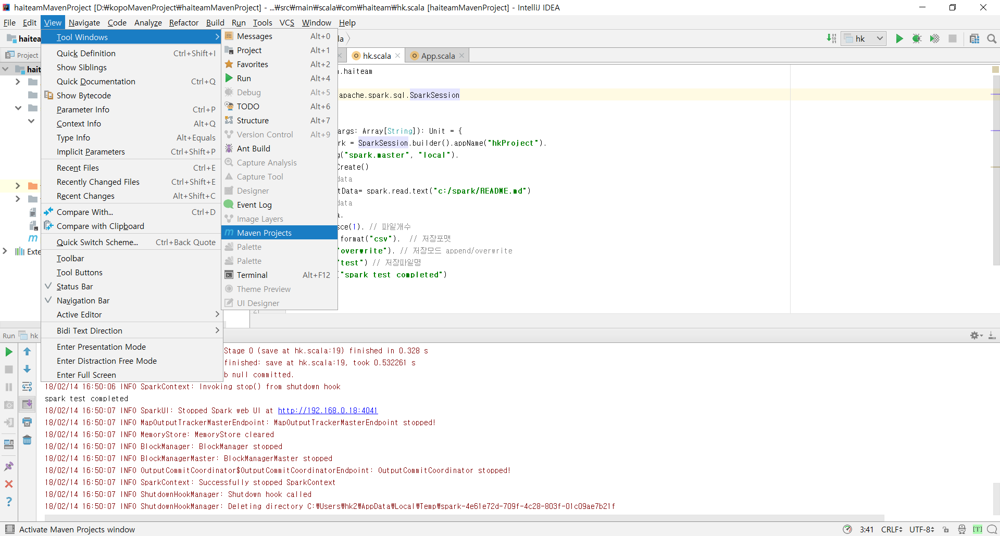 haiteamMavenProject [D:₩kopoMavenProject₩haiteamMavenProject] - ...₩src₩main₩scala₩com₩haiteam₩hk.scala [haiteamMavenProject] - IntelliJ IDEA
File Edit View Navigate Code Analyze Refactor Build Run Tools VCS Window Help
haitea
la
hk
Project
hk.scala
App.scala
hait
Exte
Tool Windows
Quick Definition Ctrl+Shift+I
Show Siblings
Quick Documentation Ctrl+Q
Show Bytecode
Parameter Info Ctrl+P
Context Info Alt+Q
Type Info Alt+Equals
Implicit Parameters Ctrl+Shift+P
Recent Files Ctrl+E
Recently Changed Files Ctrl+Shift+E
Recent Changes Alt+Shift+C
Compare With... Ctrl+D
Compare with Clipboard
Quick Switch Scheme... Ctrl+Back Quote
Toolbar
Tool Buttons
Status Bar
Navigation Bar
Active Editor
Bidi Text Direction
Enter Presentation Mode
Enter Distraction Free Mode
Enter Full Screen
Messages Alt+0
Project Alt+1
Favorites Alt+2
Run Alt+4
Debug Alt+5
TODO Alt+6
Structure Alt+7
Version Control Alt+9
Ant Build
Capture Analysis
Capture Tool
Designer
Event Log
Image Layers
Maven Projects
Palette
Palette
Terminal Alt+F12
Theme Preview
UI Designer
.haiteam
apache.spark.sql.SparkSession
args: Array[String]): Unit = {
rk = SparkSession.builder().appName("hkProject").
g("spark.master", "local").
Create()
data
tData= spark.read.text("c:/spark/README.md")
data
a.
sce(1). // 파일개수
format("csv"). // 저장포맷
"overwrite"). // 저장모드 append/overwrite
"test") // 저장파일명
("spark test completed")
Run hk
Stage 0 (save at hk.scala:19) finished in 0.328 s
finished: save at hk.scala:19, took 0.532261 s
b null committed.
18/02/14 16:50:06 INFO SparkContext: Invoking stop() from shutdown hook
spark test completed
18/02/14 16:50:07 INFO SparkUI: Stopped Spark web UI at http://192.168.0.18:4041
18/02/14 16:50:07 INFO MapOutputTrackerMasterEndpoint: MapOutputTrackerMasterEndpoint stopped!
18/02/14 16:50:07 INFO MemoryStore: MemoryStore cleared
18/02/14 16:50:07 INFO BlockManager: BlockManager stopped
18/02/14 16:50:07 INFO BlockManagerMaster: BlockManagerMaster stopped
18/02/14 16:50:07 INFO OutputCommitCoordinator$OutputCommitCoordinatorEndpoint: OutputCommitCoordinator stopped!
18/02/14 16:50:07 INFO SparkContext: Successfully stopped SparkContext
18/02/14 16:50:07 INFO ShutdownHookManager: Shutdown hook called
18/02/14 16:50:07 INFO ShutdownHookManager: Deleting directory C:₩Users₩hk2₩AppData₩Local₩Temp₩spark-4e61e72d-709f-4c28-803f-01c09ae7b21f
Activate Maven Projects window
3:41 CRLF UTF-8 [T]